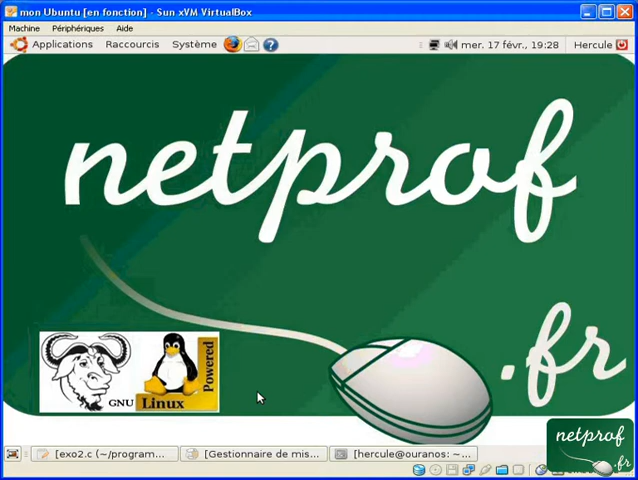 mon Ubuntu [en fonction] - Sun xVM VirtualBox
Machine Périphériques Aide
Applications Raccourcis Système mer. 17 févr., 19:28 Hercule
netprof
.fr
GNU Linux Powered
[exo2.c (~/program... [Gestionnaire de mis... [hercule@ouranos: ~...
netprof
.fr